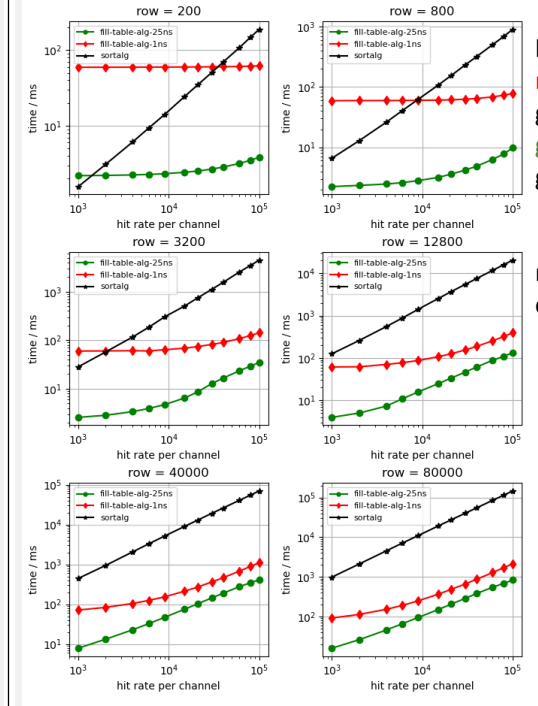 row = 200
row = 800
time / ms
10²
10¹
fill-table-alg-25ns
fill-table-alg-1ns
sortalg
10³
10⁴
10⁵
hit rate per channel
time / ms
10³
10²
10¹
fill-table-alg-25ns
fill-table-alg-1ns
sortalg
10³
10⁴
10⁵
hit rate per channel
row = 3200
row = 12800
time / ms
10³
10²
10¹
fill-table-alg-25ns
fill-table-alg-1ns
sortalg
10³
10⁴
10⁵
hit rate per channel
time / ms
10⁴
10³
10²
10¹
fill-table-alg-25ns
fill-table-alg-1ns
sortalg
10³
10⁴
10⁵
hit rate per channel
row = 40000
row = 80000
time / ms
10⁵
10⁴
10³
10²
10¹
fill-table-alg-25ns
fill-table-alg-1ns
sortalg
10³
10⁴
10⁵
hit rate per channel
time / ms
10⁵
10⁴
10³
10²
fill-table-alg-25ns
fill-table-alg-1ns
sortalg
10³
10⁴
10⁵
hit rate per channel